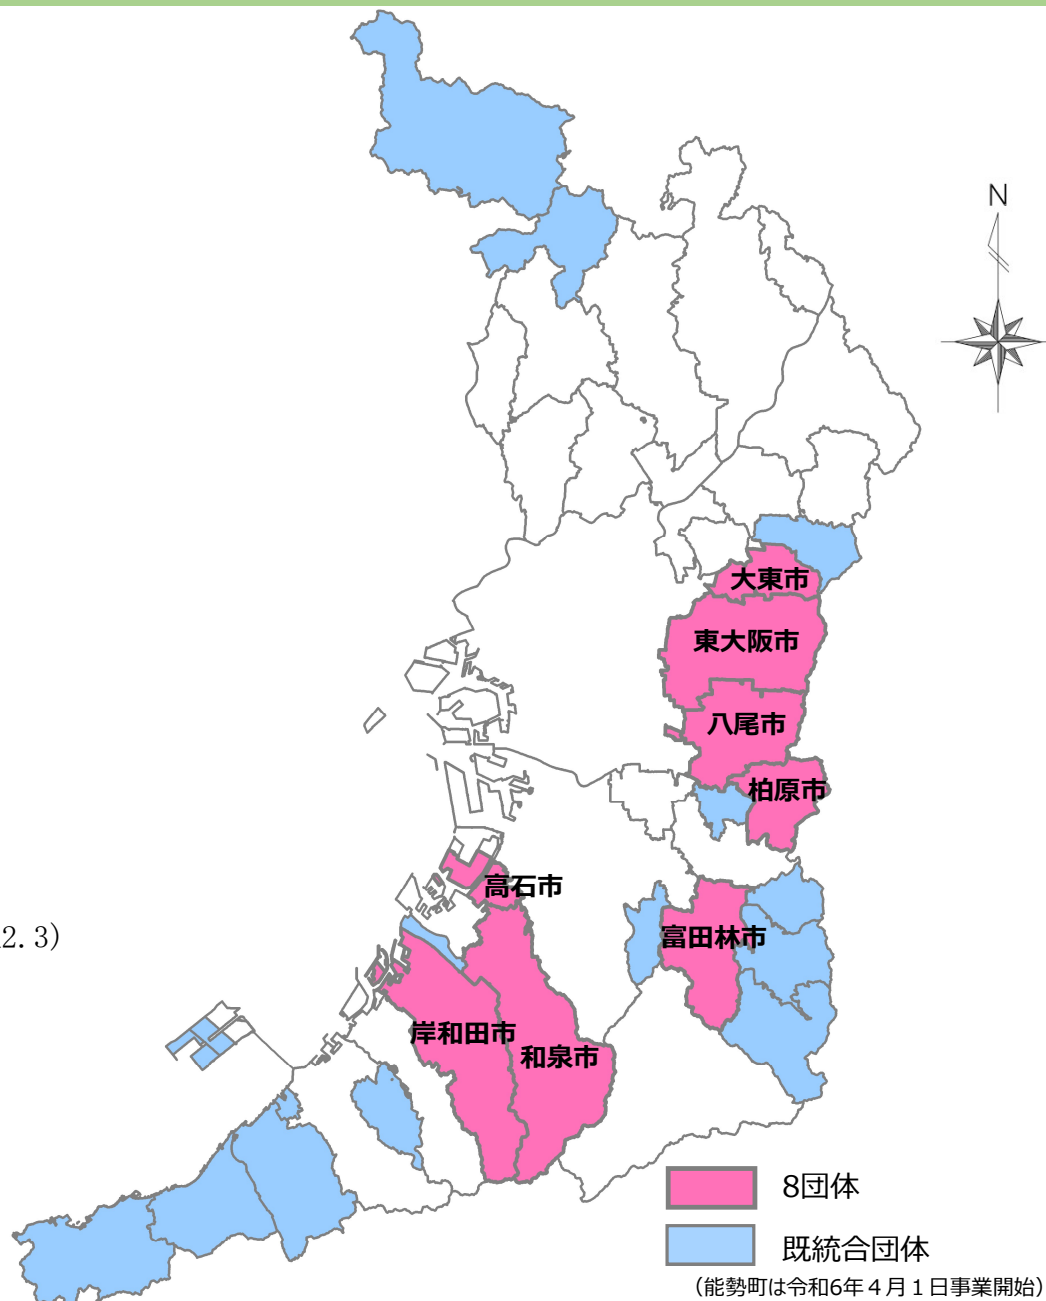 N
大東市
東大阪市
八尾市
柏原市
高石市
富田林市
2.3)
岸和田市
和泉市
8団体
既統合団体
（能勢町は令和6年４月１日事業開始）